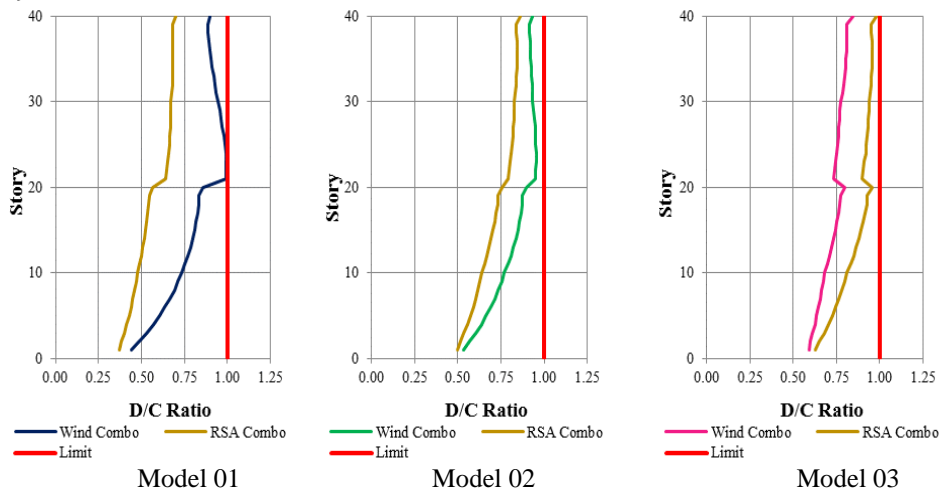 40
30
20
10
0
Story
0.00 0.25 0.50 0.75 1.00 1.25
D/C Ratio
Wind Combo RSA Combo
Limit
Model 01
40
30
20
10
0
Story
0.00 0.25 0.50 0.75 1.00 1.25
D/C Ratio
Wind Combo RSA Combo
Limit
Model 02
40
30
20
10
0
Story
0.00 0.25 0.50 0.75 1.00 1.25
D/C Ratio
Wind Combo RSA Combo
Limit
Model 03